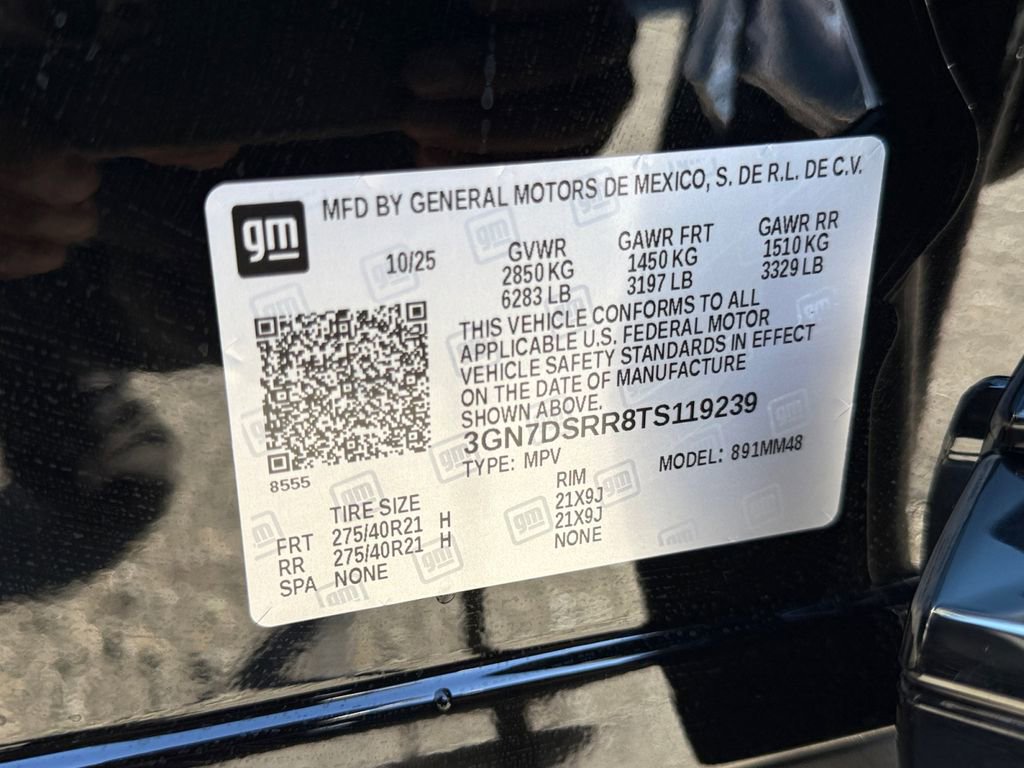 gm
MFD BY GENERAL MOTORS DE MEXICO, S. DE R.L. DE C.V.
10/25
GVWR
2850 KG
6283 LB
GAWR FRT
1450 KG
3197 LB
GAWR RR
1510 KG
3329 LB
THIS VEHICLE CONFORMS TO ALL
APPLICABLE U.S. FEDERAL MOTOR
VEHICLE SAFETY STANDARDS IN EFFECT
ON THE DATE OF MANUFACTURE
SHOWN ABOVE.
3GN7DSRR8TS119239
TYPE: MPV MODEL: 891MM48
8555
TIRE SIZE RIM
FRT 275/40R21 H 21X9J
RR 275/40R21 H 21X9J
SPA NONE NONE